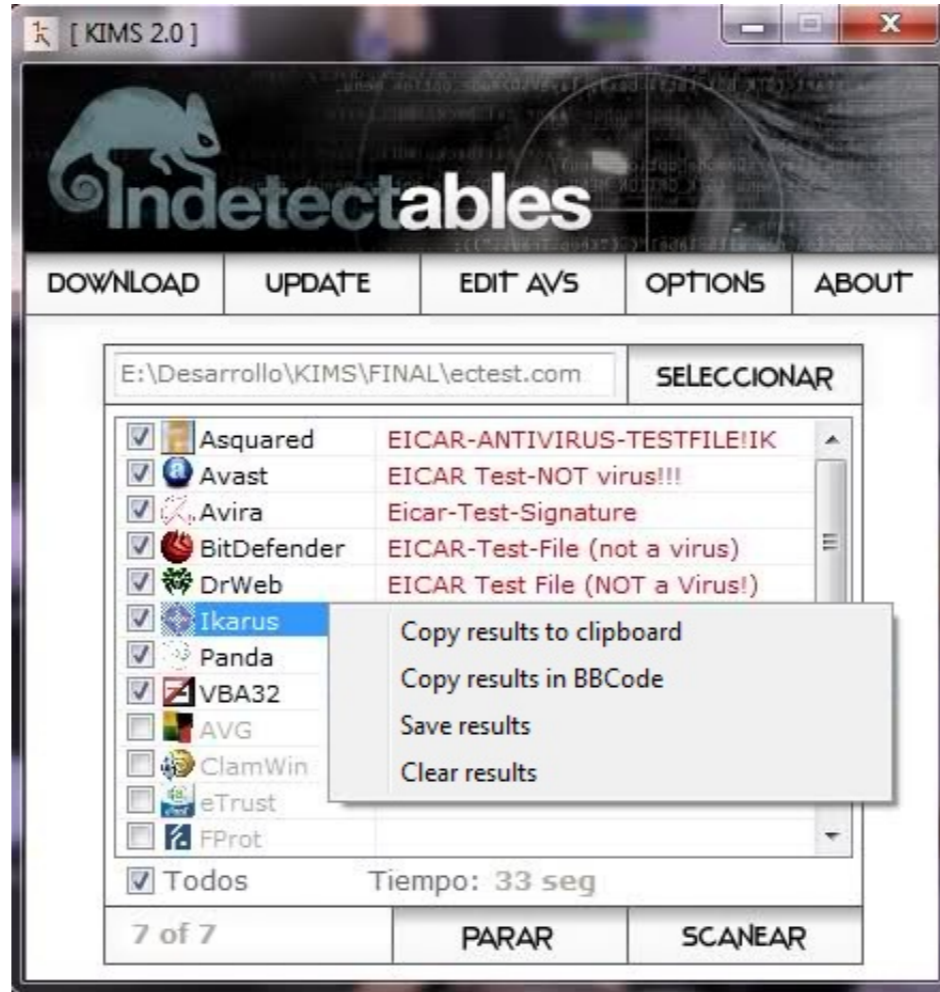 [ KIMS 2.0 ]
Indetectables
DOWNLOAD UPDATE EDIT AVS OPTIONS ABOUT
E:\Desarrollo\KIMS\FINAL\ectest.com SELECCIONAR
Asquared EICAR-ANTIVIRUS-TESTFILE!IK
Avast EICAR Test-NOT virus!!!
Avira Eicar-Test-Signature
BitDefender EICAR-Test-File (not a virus)
DrWeb EICAR Test File (NOT a Virus!)
Ikarus
Panda
VBA32
AVG
ClamWin
eTrust
FProt
Copy results to clipboard
Copy results in BBCode
Save results
Clear results
Todos Tiempo: 33 seg
7 of 7 PARAR SCANEAR